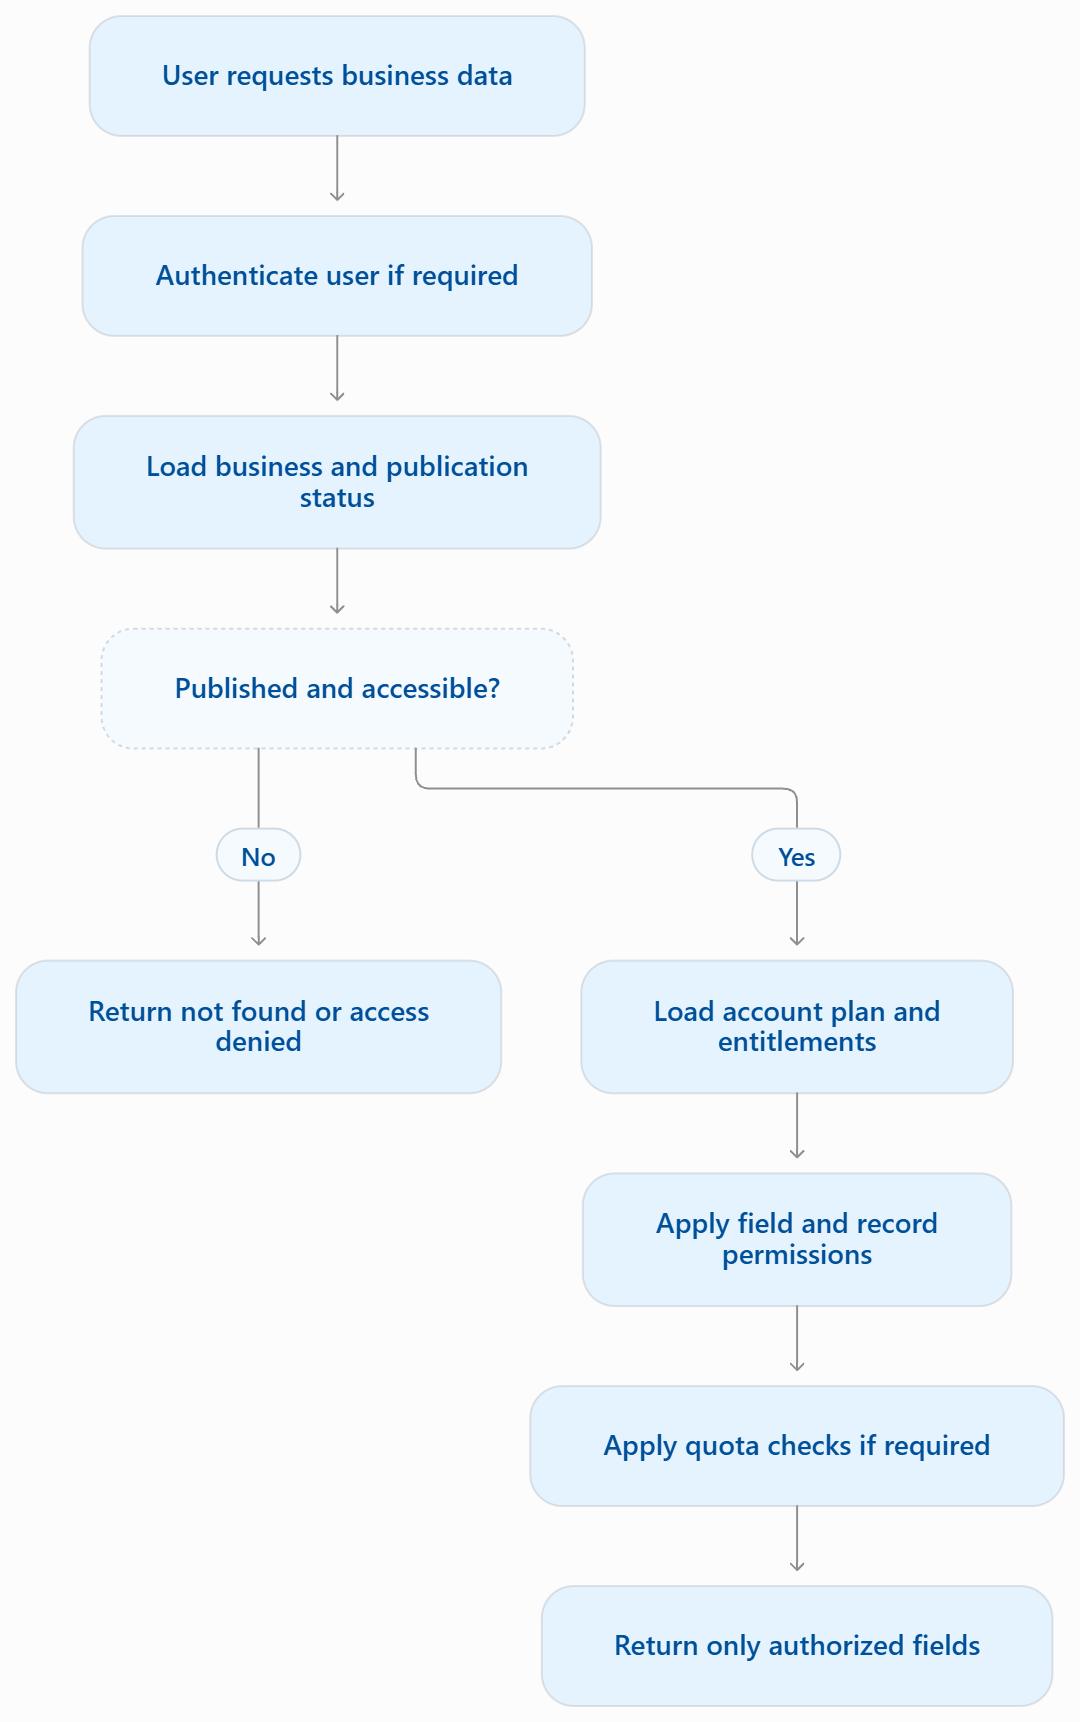 User requests business data
Authenticate user if required
Load business and publication
status
Published and accessible?
No
Yes
Return not found or access
denied
Load account plan and
entitlements
Apply field and record
permissions
Apply quota checks if required
Return only authorized fields